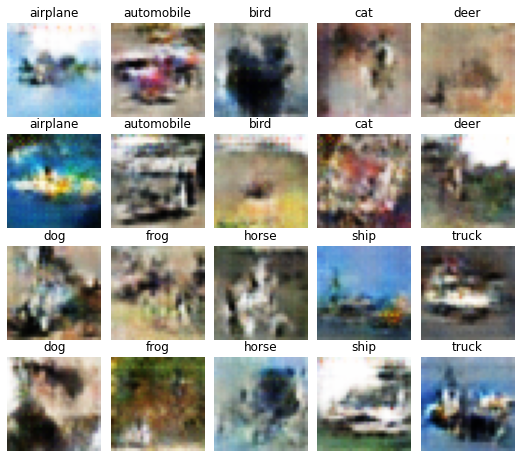 airplane automobile bird cat deer
airplane automobile bird cat deer
dog frog horse ship truck
dog frog horse ship truck